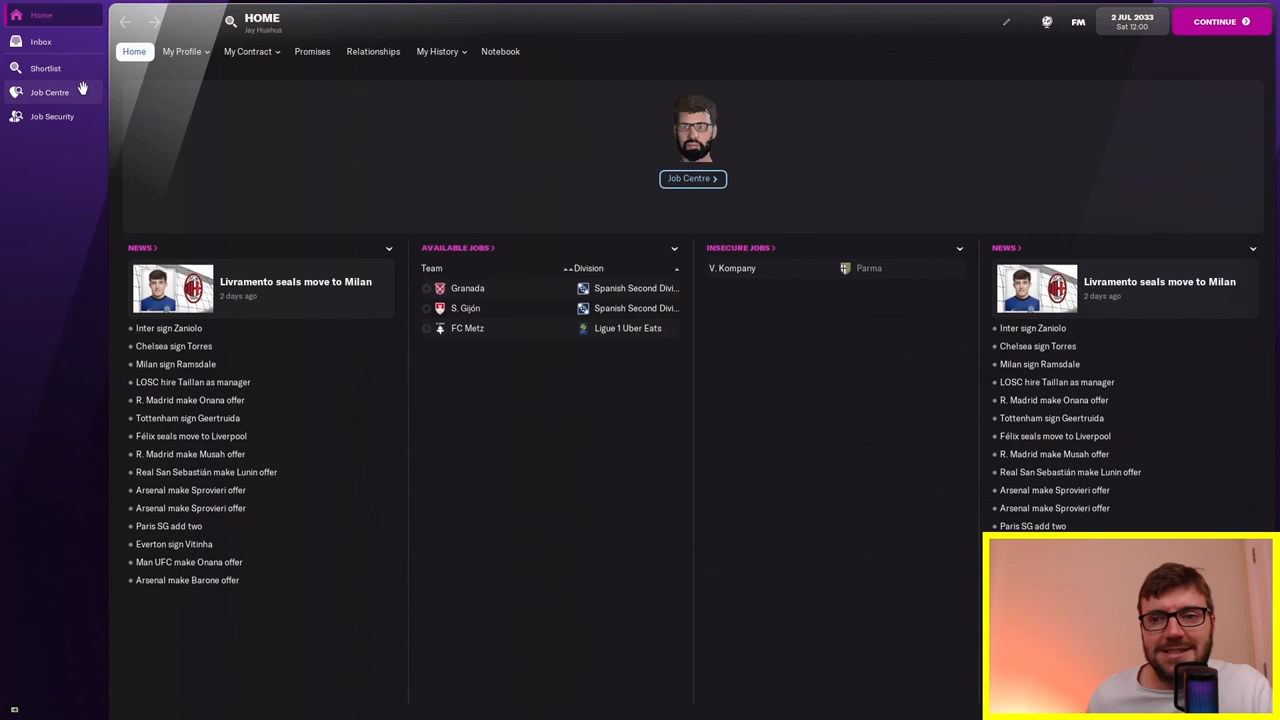 Home
Inbox
Shortlist
Job Centre
Job Security
HOME
Jay Huahua
FM
2 JUL 2033
Sat 12:00
CONTINUE
Home
My Profile
My Contract
Promises
Relationships
My History
Notebook
Job Centre
NEWS
Livramento seals move to Milan
2 days ago
Inter sign Zaniolo
Chelsea sign Torres
Milan sign Ramsdale
LOSC hire Taillan as manager
R. Madrid make Onana offer
Tottenham sign Geertruida
Félix seals move to Liverpool
R. Madrid make Musah offer
Real San Sebastián make Lunin offer
Arsenal make Sprovieri offer
Arsenal make Sprovieri offer
Paris SG add two
Everton sign Vitinha
Man UFC make Onana offer
Arsenal make Barone offer
AVAILABLE JOBS
Team Division
Granada Spanish Second Divi...
S. Gijón Spanish Second Divi...
FC Metz Ligue 1 Uber Eats
INSECURE JOBS
V. Kompany Parma
NEWS
Livramento seals move to Milan
2 days ago
Inter sign Zaniolo
Chelsea sign Torres
Milan sign Ramsdale
LOSC hire Taillan as manager
R. Madrid make Onana offer
Tottenham sign Geertruida
Félix seals move to Liverpool
R. Madrid make Musah offer
Real San Sebastián make Lunin offer
Arsenal make Sprovieri offer
Arsenal make Sprovieri offer
Paris SG add two